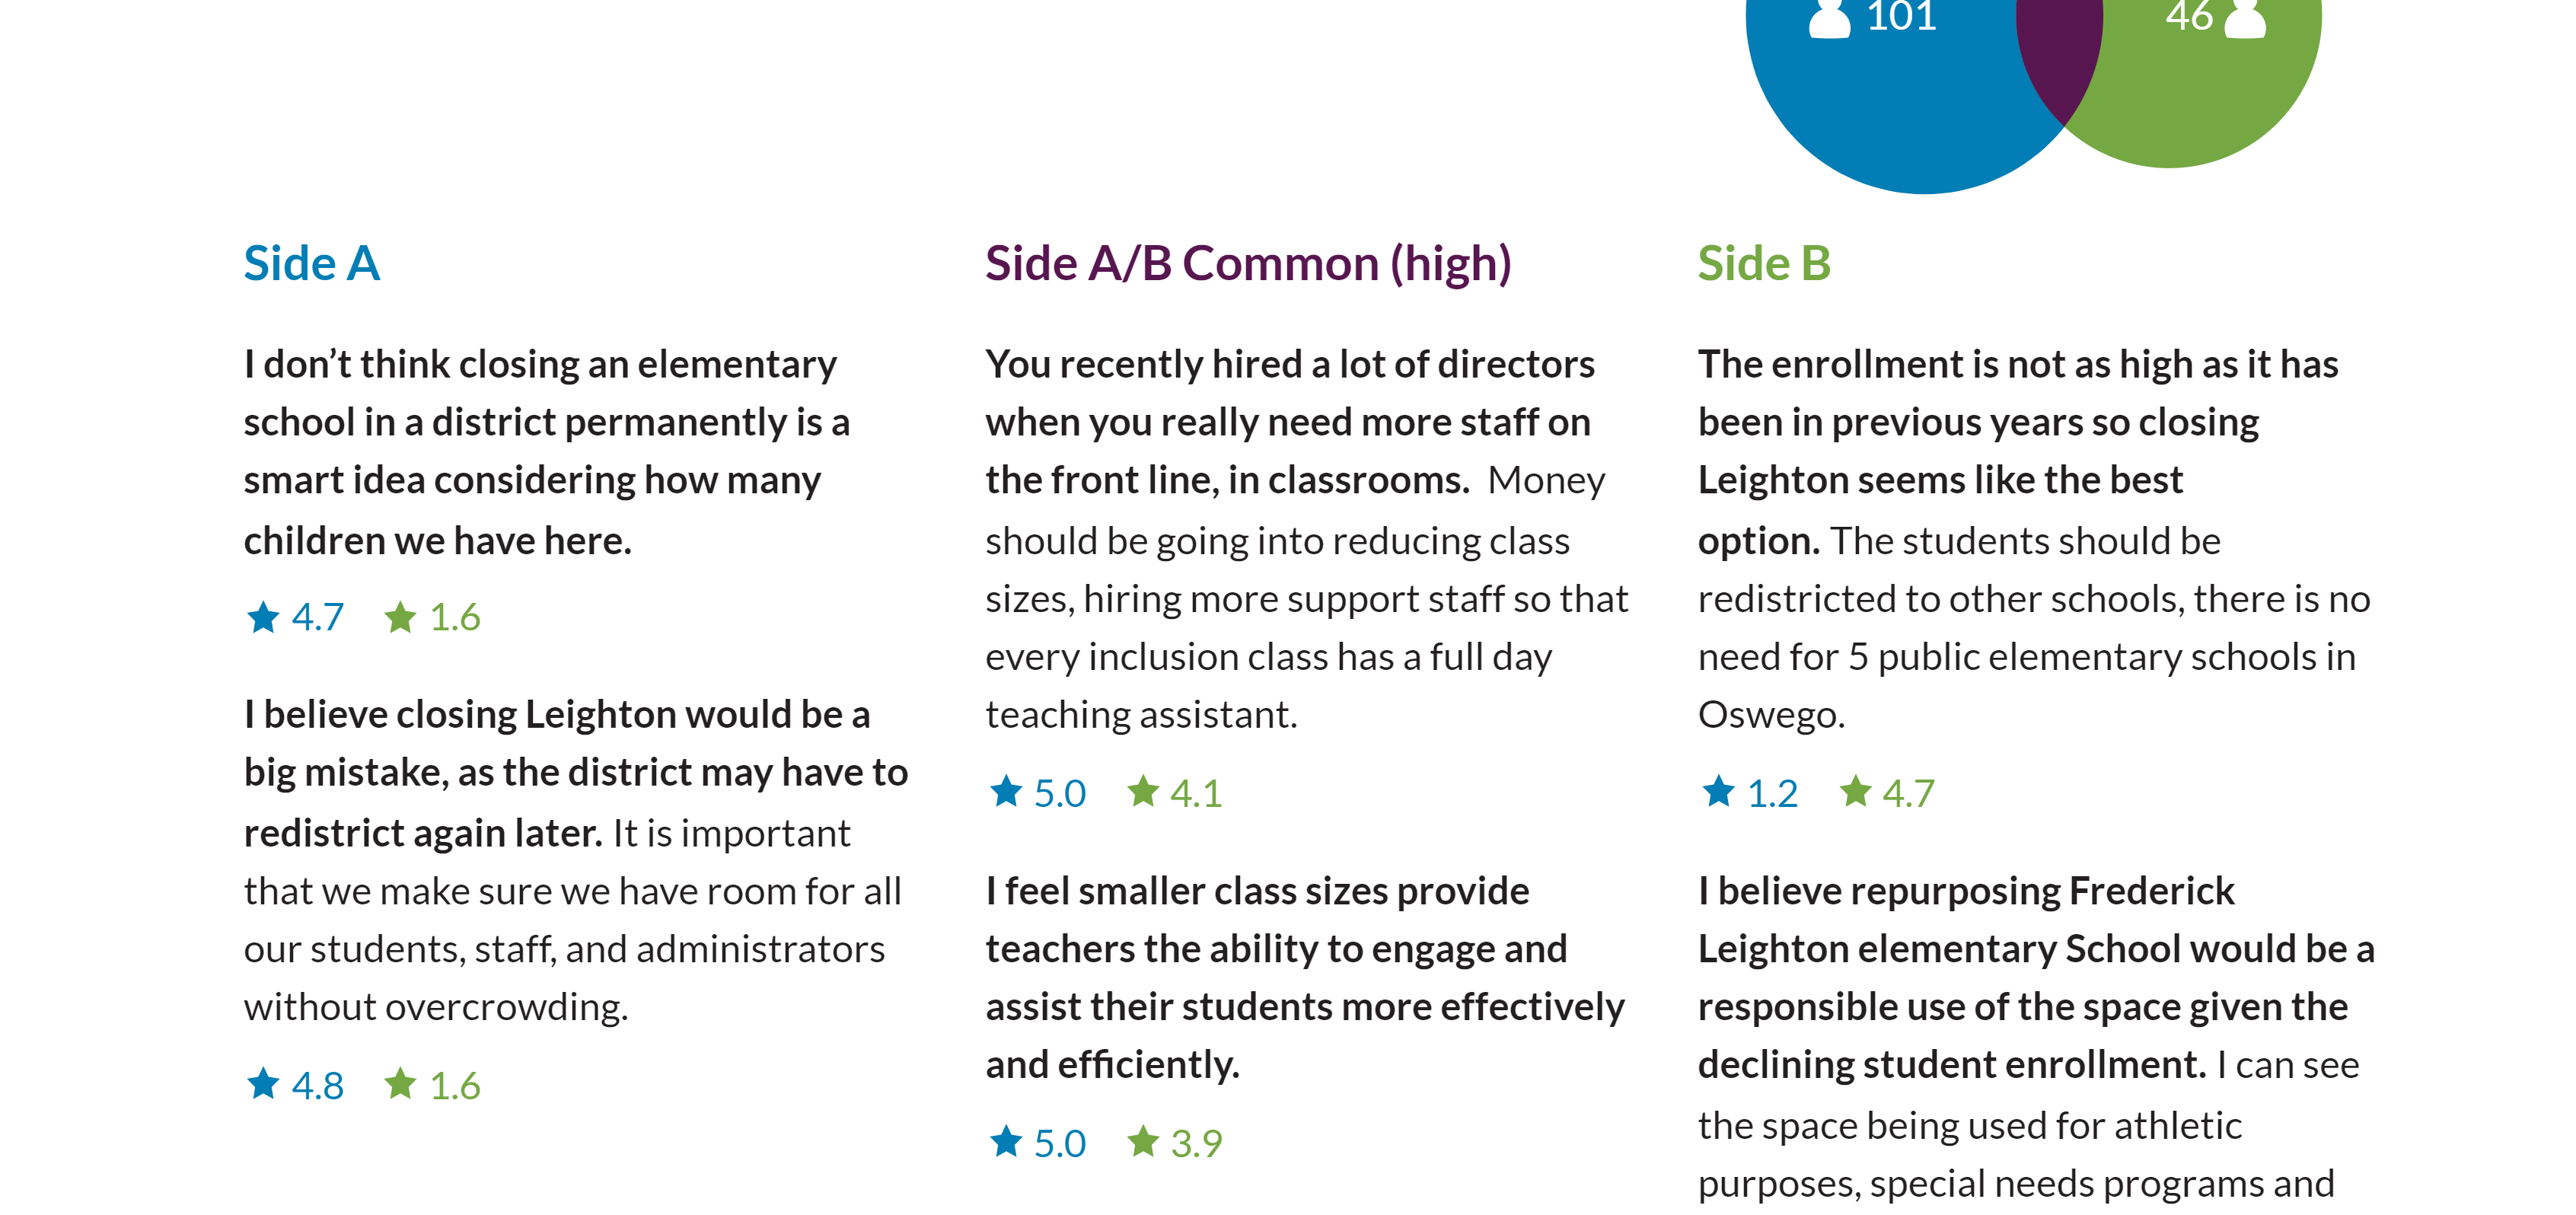 101
46
Side A
I don’t think closing an elementary
school in a district permanently is a
smart idea considering how many
children we have here.
4.7 1.6
I believe closing Leighton would be a
big mistake, as the district may have to
redistrict again later. It is important
that we make sure we have room for all
our students, staff, and administrators
without overcrowding.
4.8 1.6
Side A/B Common (high)
You recently hired a lot of directors
when you really need more staff on
the front line, in classrooms. Money
should be going into reducing class
sizes, hiring more support staff so that
every inclusion class has a full day
teaching assistant.
5.0 4.1
I feel smaller class sizes provide
teachers the ability to engage and
assist their students more effectively
and efficiently.
5.0 3.9
Side B
The enrollment is not as high as it has
been in previous years so closing
Leighton seems like the best
option. The students should be
redistricted to other schools, there is no
need for 5 public elementary schools in
Oswego.
1.2 4.7
I believe repurposing Frederick
Leighton elementary School would be a
responsible use of the space given the
declining student enrollment. I can see
the space being used for athletic
purposes, special needs programs and